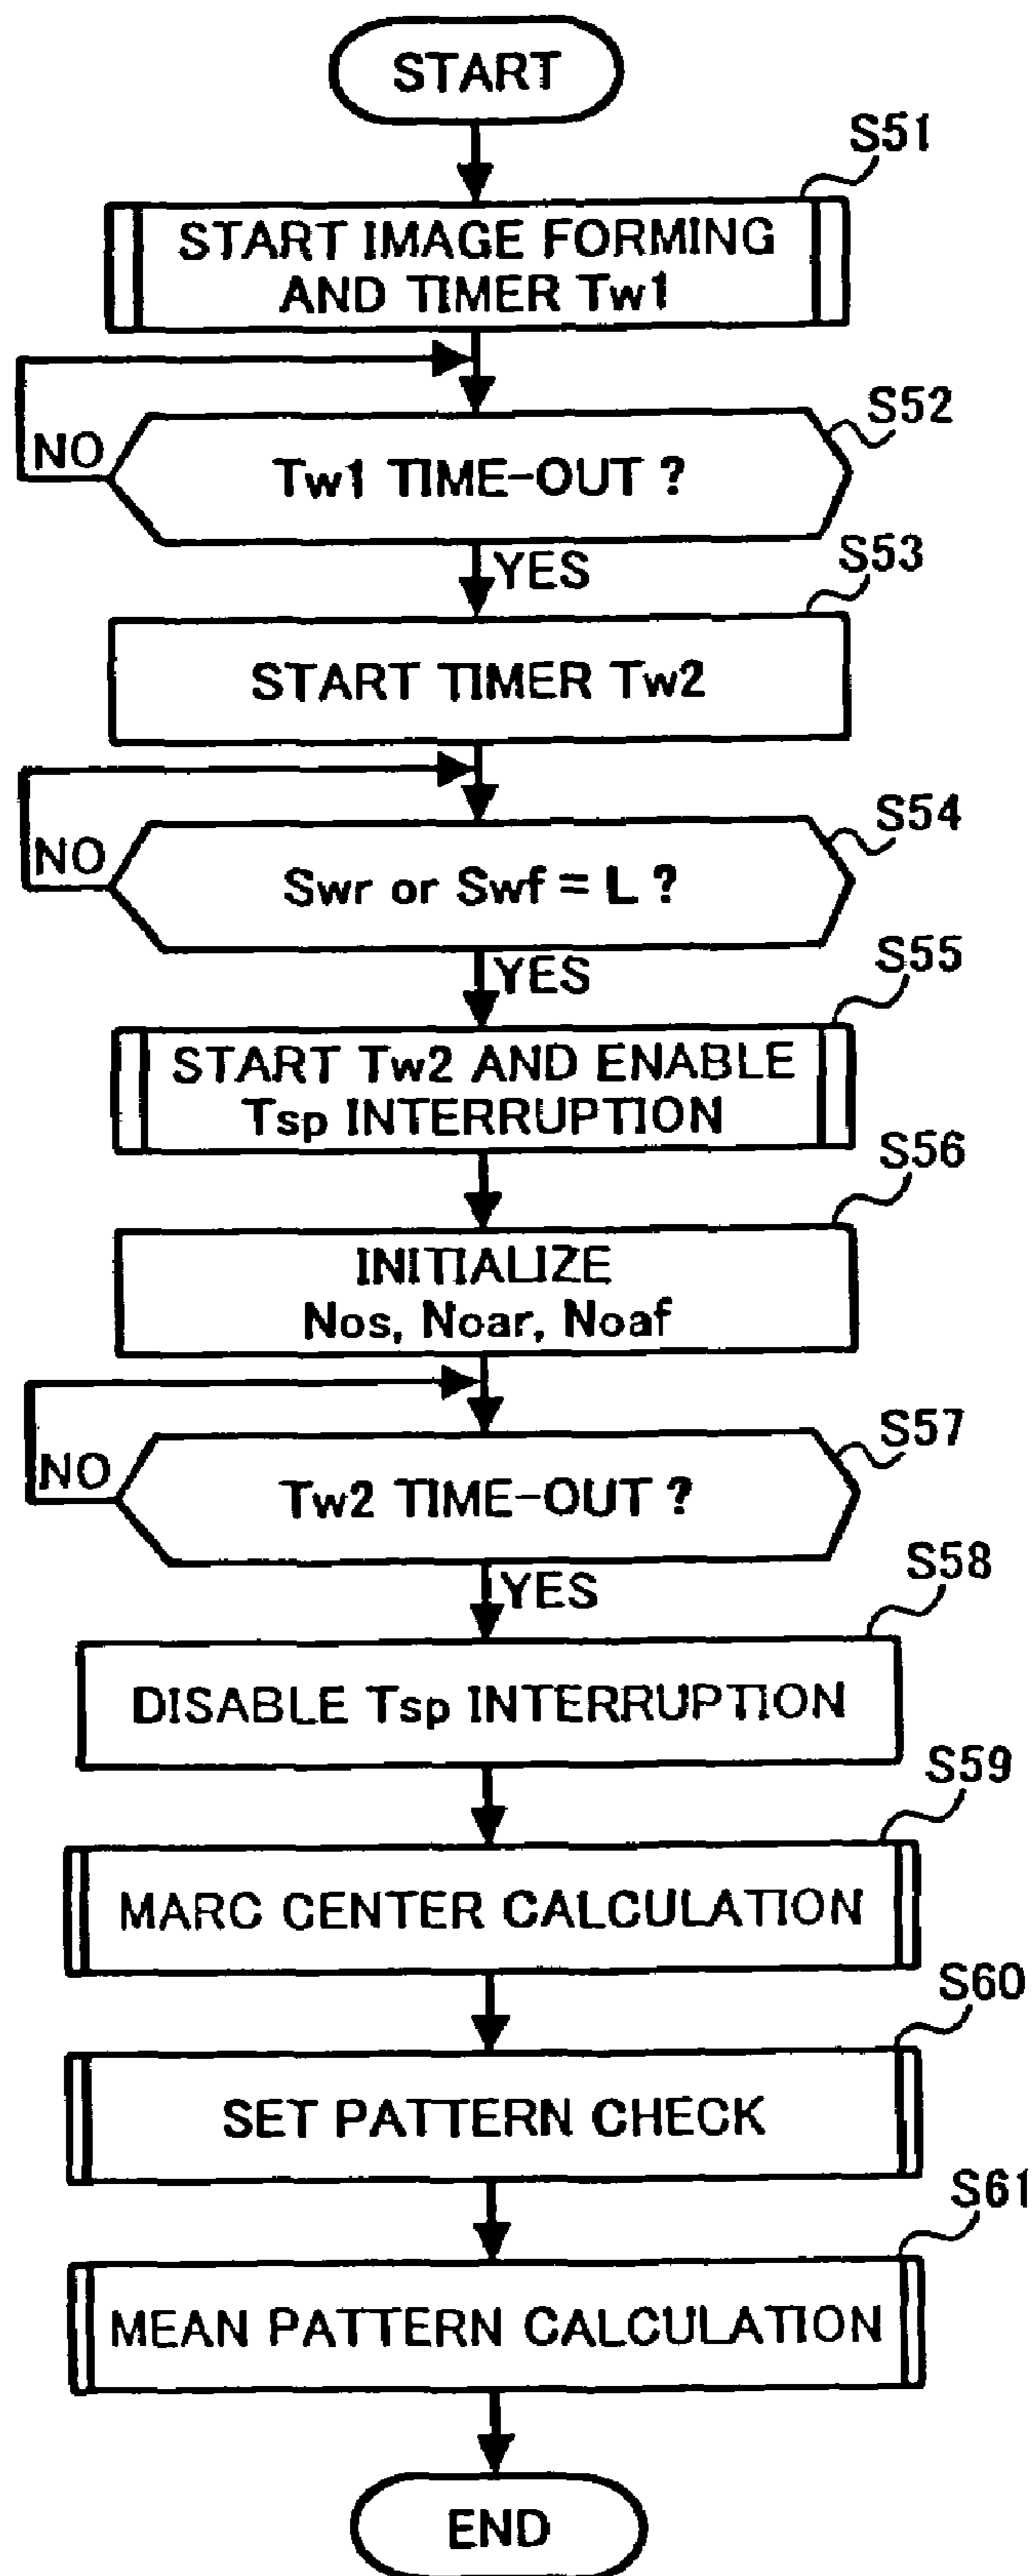 START
S51
START IMAGE FORMING
AND TIMER Tw1
S52
NO
Tw1 TIME-OUT ?
YES
S53
START TIMER Tw2
S54
NO
Swr or Swf = L ?
YES
S55
START Tw2 AND ENABLE
Tsp INTERRUPTION
S56
INITIALIZE
Nos, Noar, Noaf
S57
NO
Tw2 TIME-OUT ?
YES
S58
DISABLE Tsp INTERRUPTION
S59
MARC CENTER CALCULATION
S60
SET PATTERN CHECK
S61
MEAN PATTERN CALCULATION
END